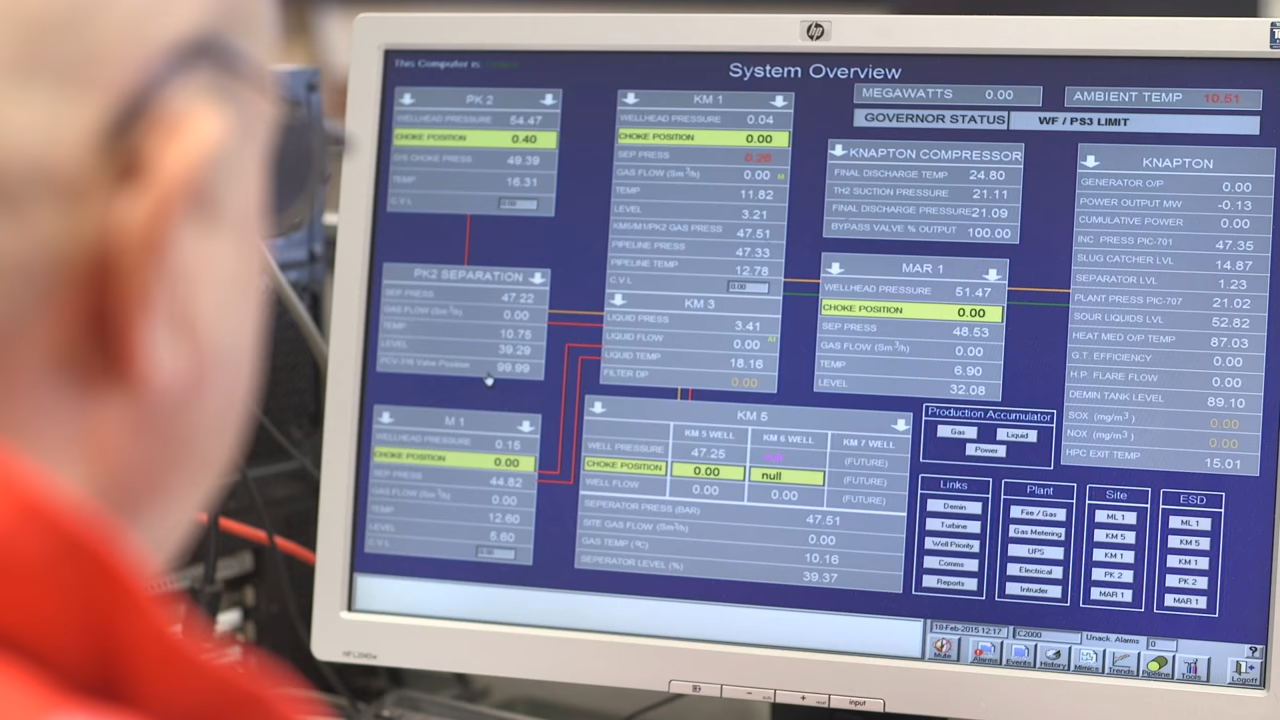 hp
This Computer is
System Overview
MEGAWATTS 0.00
AMBIENT TEMP 10.51
GOVERNOR STATUS WF / PS3 LIMIT
PK 2
WELLHEAD PRESSURE 54.47
CHOKE POSITION 0.40
D/S CHOKE PRESS 49.39
TEMP 16.31
C.V.L 0.00
PK2 SEPARATION
SEP PRESS 47.22
GAS FLOW (Sm³/h) 0.00
TEMP 10.75
LEVEL 39.29
PCV-316 Valve Position 99.99
M 1
WELLHEAD PRESSURE 0.15
CHOKE POSITION 0.00
SEP PRESS 44.82
GAS FLOW (Sm³/h) 0.00
TEMP 12.60
LEVEL 5.60
C.V.L 0.00
KM 1
WELLHEAD PRESSURE 0.04
CHOKE POSITION 0.00
SEP PRESS 0.26
GAS FLOW (Sm³/h) 0.00 M
TEMP 11.82
LEVEL 3.21
KM5/M1/PK2 GAS PRESS 47.51
PIPELINE PRESS 47.33
PIPELINE TEMP 12.78
C.V.L 0.00
KM 3
LIQUID PRESS 3.41
LIQUID FLOW 0.00 M
LIQUID TEMP 18.16
FILTER DP 0.00
KM 5
KM 5 WELL KM 6 WELL KM 7 WELL
WELL PRESSURE 47.25 null (FUTURE)
CHOKE POSITION 0.00 null (FUTURE)
WELL FLOW 0.00 0.00 (FUTURE)
SEPERATOR PRESS (BAR) 47.51
SITE GAS FLOW (Sm³/h) 0.00
GAS TEMP (ºC) 10.16
SEPERATOR LEVEL (%) 39.37
KNAPTON COMPRESSOR
FINAL DISCHARGE TEMP 24.80
TH2 SUCTION PRESSURE 21.11
FINAL DISCHARGE PRESSURE 21.09
BYPASS VALVE % OUTPUT 100.00
MAR 1
WELLHEAD PRESSURE 51.47
CHOKE POSITION 0.00
SEP PRESS 48.53
GAS FLOW (Sm³/h) 0.00
TEMP 6.90
LEVEL 32.08
KNAPTON
GENERATOR O/P 0.00
POWER OUTPUT MW -0.13
CUMULATIVE POWER 0.00
INC PRESS PIC-701 47.35
SLUG CATCHER LVL 14.87
SEPARATOR LVL 1.23
PLANT PRESS PIC-707 21.02
SOUR LIQUIDS LVL 52.82
HEAT MED O/P TEMP 87.03
G.T. EFFICIENCY 0.00
H.P. FLARE FLOW 0.00
DEMIN TANK LEVEL 89.10
SOX (mg/m³) 0.00
NOX (mg/m³) 0.00
HPC EXIT TEMP 15.01
Production Accumulator
Gas Liquid
Power
Links
Demin
Turbine
Well Priority
Comms
Reports
Plant
Fire / Gas
Gas Metering
UPS
Electrical
Intruder
Site
ML 1
KM 5
KM 1
PK 2
MAR 1
ESD
ML 1
KM 5
KM 1
PK 2
MAR 1
18-Feb-2015 12:17 C2000 Unack. Alarms 0
Mute Alarms Events History Mimics Trends Pipeline Tools ? Logoff
input